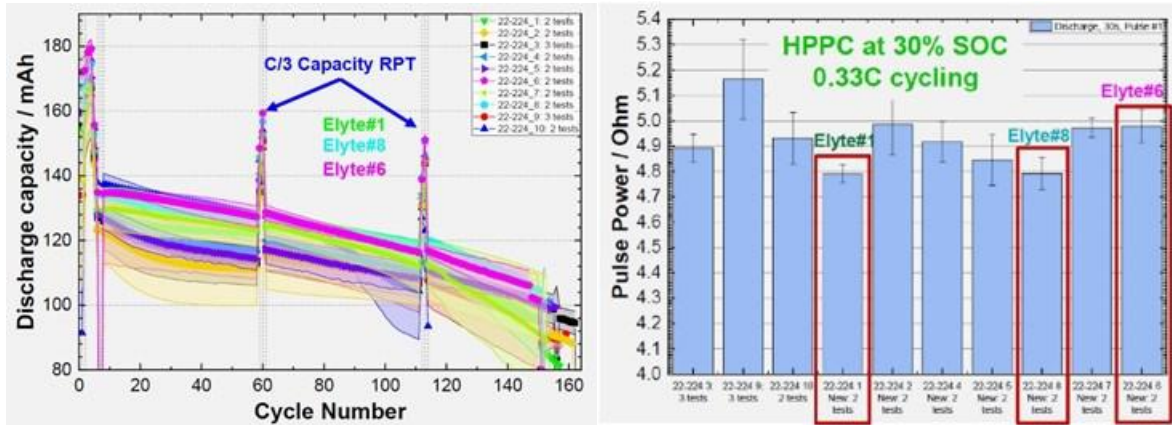 180
160
140
120
100
80
Discharge capacity / mAh
0
20
40
60
80
100
120
140
160
Cycle Number
C/3 Capacity RPT
Elyte#1
Elyte#8
Elyte#6
22-224_1: 2 tests
22-224_2: 2 tests
22-224_3: 3 tests
22-224_4: 2 tests
22-224_5: 2 tests
22-224_6: 2 tests
22-224_7: 2 tests
22-224_8: 2 tests
22-224_9: 3 tests
22-224_10: 2 tests
5.4
5.3
5.2
5.1
5.0
4.9
4.8
4.7
4.6
4.5
4.4
4.3
4.2
4.1
4.0
Pulse Power / Ohm
Discharge, 30s, Pulse #1
HPPC at 30% SOC
0.33C cycling
Elyte#1
Elyte#8
Elyte#6
22-224 3:
3 tests
22-224 9:
3 tests
22-224 10:
2 tests
22-224 1
New: 2
tests
22-224 2
New: 2
tests
22-224 4
New: 2
tests
22-224 5
New: 2
tests
22-224 8
New: 2
tests
22-224 7
New: 2
tests
22-224 6
New: 2
tests